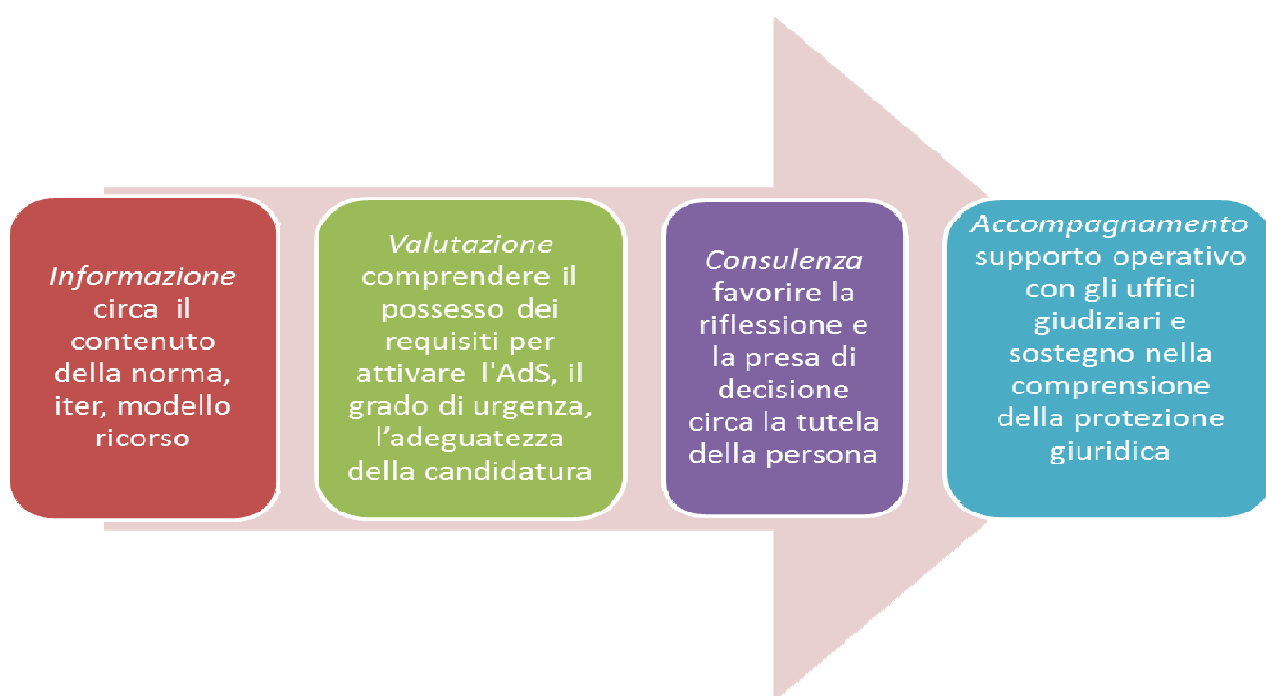 Informazione
circa il
contenuto
della norma,
iter, modello
ricorso
Valutazione
comprendere il
possesso dei
requisiti per
attivare l'AdS, il
grado di urgenza,
l’adeguatezza
della candidatura
Consulenza
favorire la
riflessione e
la presa di
decisione
circa la tutela
della persona
Accompagnamento
supporto operativo
con gli uffici
giudiziari e
sostegno nella
comprensione
della protezione
giuridica